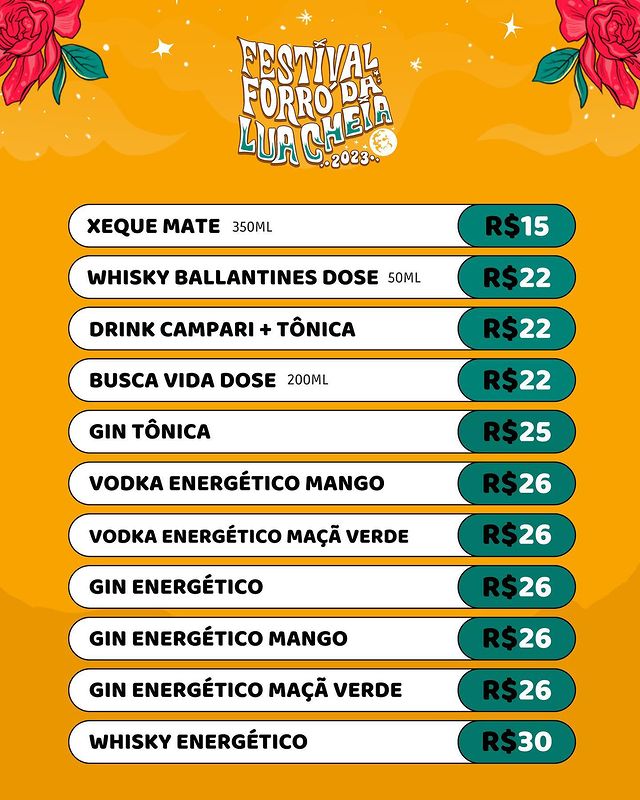 FESTIVAL
FORRÓ DA
LUA CHEIA
2023
XEQUE MATE 350ML R$15
WHISKY BALLANTINES DOSE 50ML R$22
DRINK CAMPARI + TÔNICA R$22
BUSCA VIDA DOSE 200ML R$22
GIN TÔNICA R$25
VODKA ENERGÉTICO MANGO R$26
VODKA ENERGÉTICO MAÇÃ VERDE R$26
GIN ENERGÉTICO R$26
GIN ENERGÉTICO MANGO R$26
GIN ENERGÉTICO MAÇÃ VERDE R$26
WHISKY ENERGÉTICO R$30